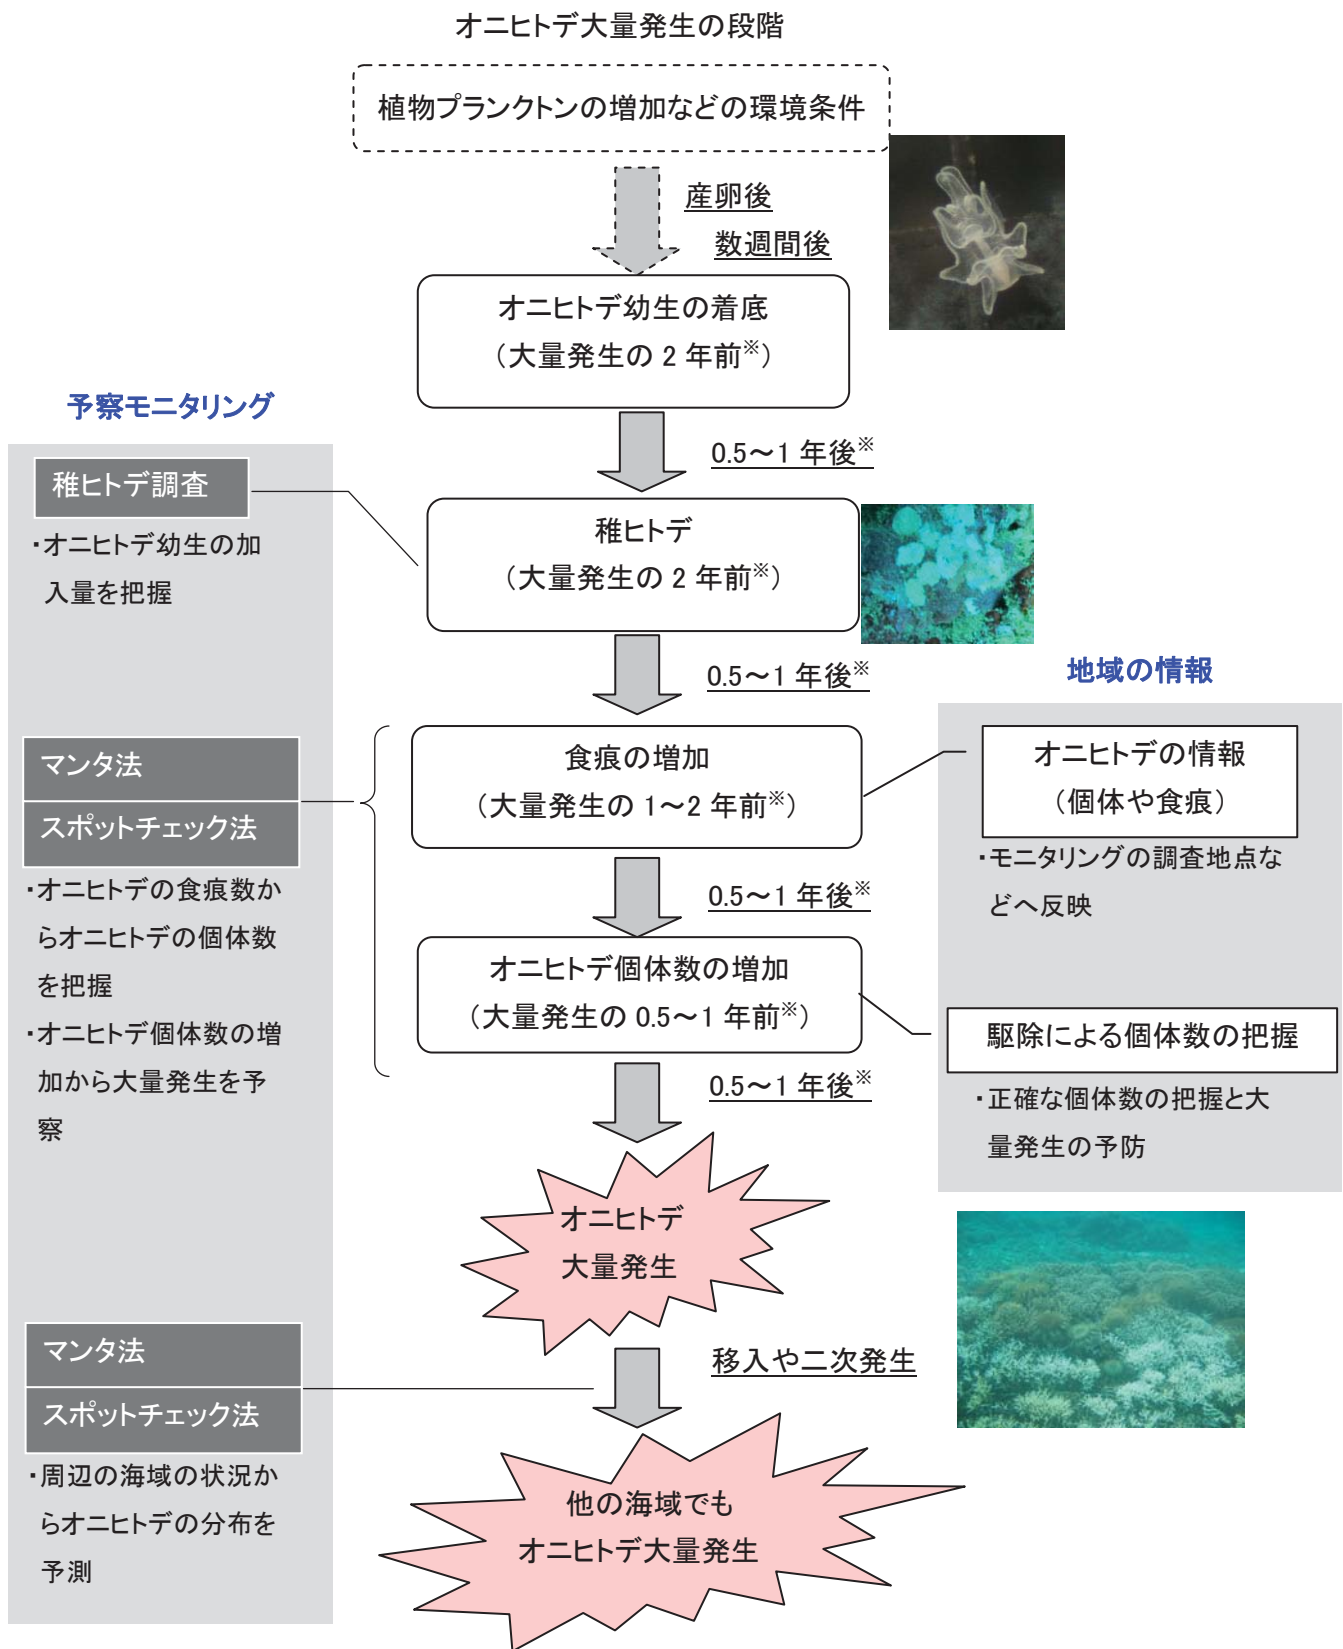 オニヒトデ大量発生の段階
植物プランクトンの増加などの環境条件
産卵後
数週間後
オニヒトデ幼生の着底
（大量発生の 2 年前※）
0.5～1 年後※
稚ヒトデ
（大量発生の 2 年前※）
0.5～1 年後※
食痕の増加
（大量発生の 1～2 年前※）
0.5～1 年後※
オニヒトデ個体数の増加
（大量発生の 0.5～1 年前※）
0.5～1 年後※
オニヒトデ
大量発生
移入や二次発生
他の海域でも
オニヒトデ大量発生
予察モニタリング
稚ヒトデ調査
・オニヒトデ幼生の加
入量を把握
マンタ法
スポットチェック法
・オニヒトデの食痕数か
らオニヒトデの個体数
を把握
・オニヒトデ個体数の増
加から大量発生を予
察
マンタ法
スポットチェック法
・周辺の海域の状況か
らオニヒトデの分布を
予測
地域の情報
オニヒトデの情報
（個体や食痕）
・モニタリングの調査地点な
どへ反映
駆除による個体数の把握
・正確な個体数の把握と大
量発生の予防